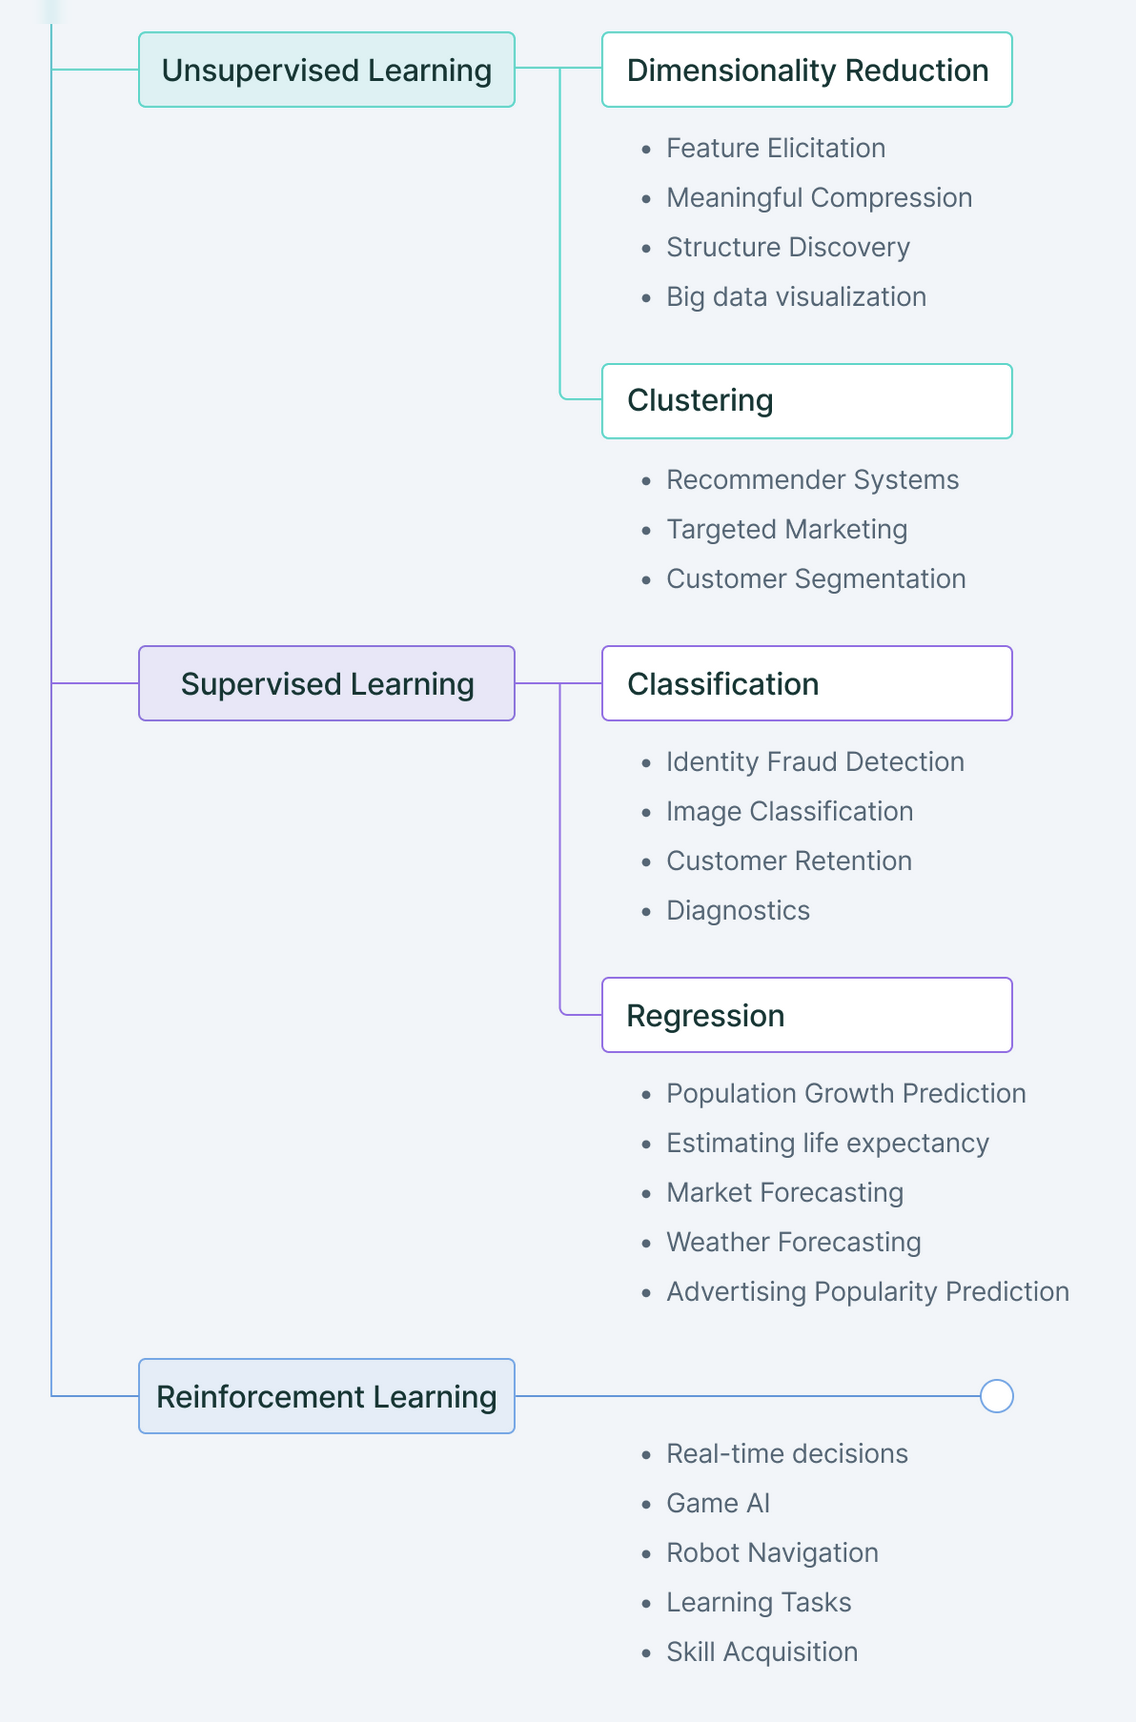 Unsupervised Learning
Dimensionality Reduction
• Feature Elicitation
• Meaningful Compression
• Structure Discovery
• Big data visualization
Clustering
• Recommender Systems
• Targeted Marketing
• Customer Segmentation
Supervised Learning
Classification
• Identity Fraud Detection
• Image Classification
• Customer Retention
• Diagnostics
Regression
• Population Growth Prediction
• Estimating life expectancy
• Market Forecasting
• Weather Forecasting
• Advertising Popularity Prediction
Reinforcement Learning
• Real-time decisions
• Game AI
• Robot Navigation
• Learning Tasks
• Skill Acquisition